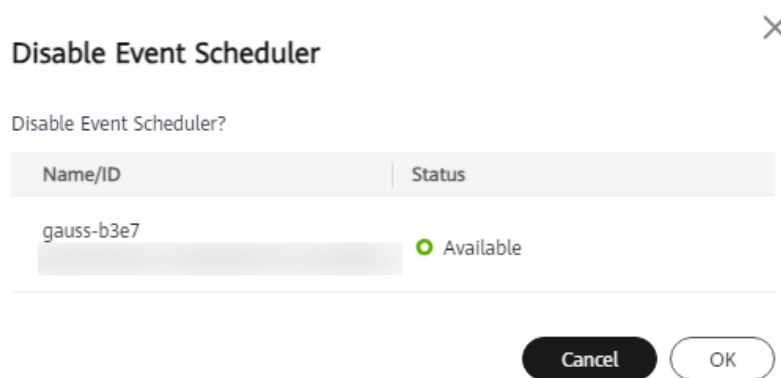 Disable Event Scheduler
Disable Event Scheduler?
Name/ID Status
gauss-b3e7
Available
Cancel OK